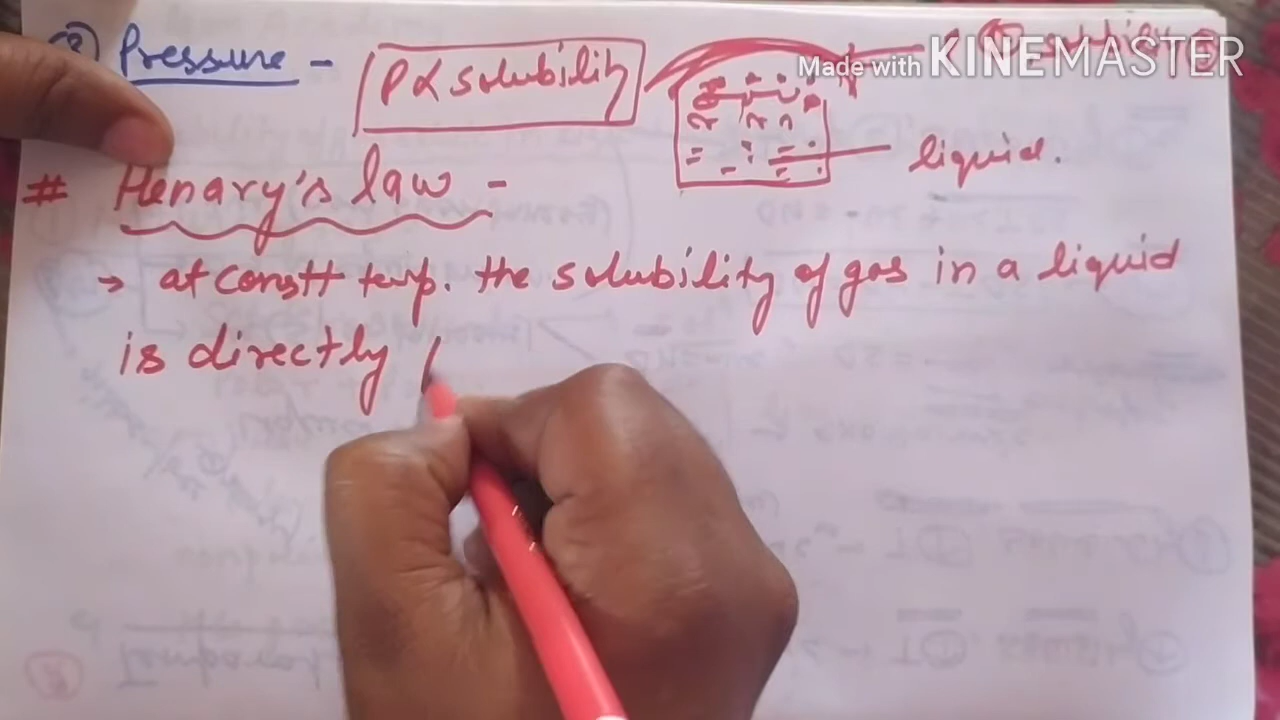 Pressure -
P α solubility
Made with KINEMASTER
liquid.
# Henary's law -
→ at constt temp. the solubility of gas in a liquid
is directly